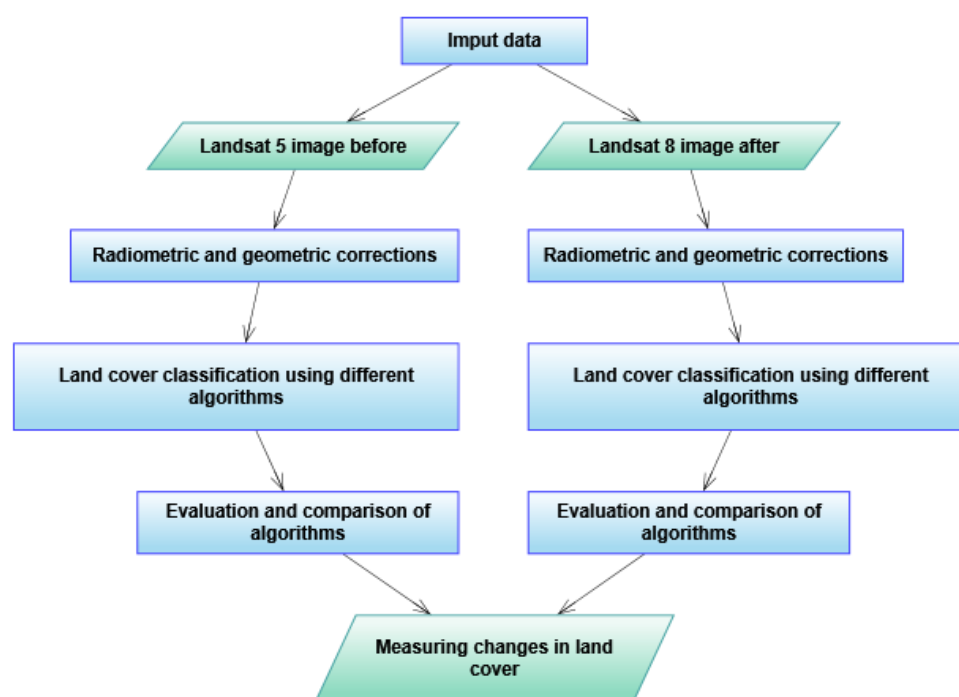 Imput data
Landsat 5 image before
Landsat 8 image after
Radiometric and geometric corrections
Radiometric and geometric corrections
Land cover classification using different
algorithms
Land cover classification using different
algorithms
Evaluation and comparison of
algorithms
Evaluation and comparison of
algorithms
Measuring changes in land
cover